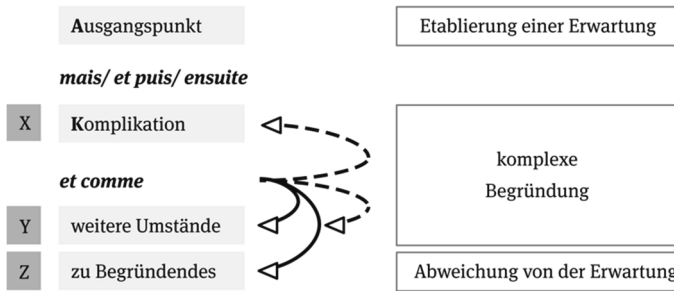 Ausgangspunkt
Etablierung einer Erwartung
mais/ et puis/ ensuite
X
Komplikation
komplexe
Begründung
et comme
Y
weitere Umstände
Z
zu Begründendes
Abweichung von der Erwartung